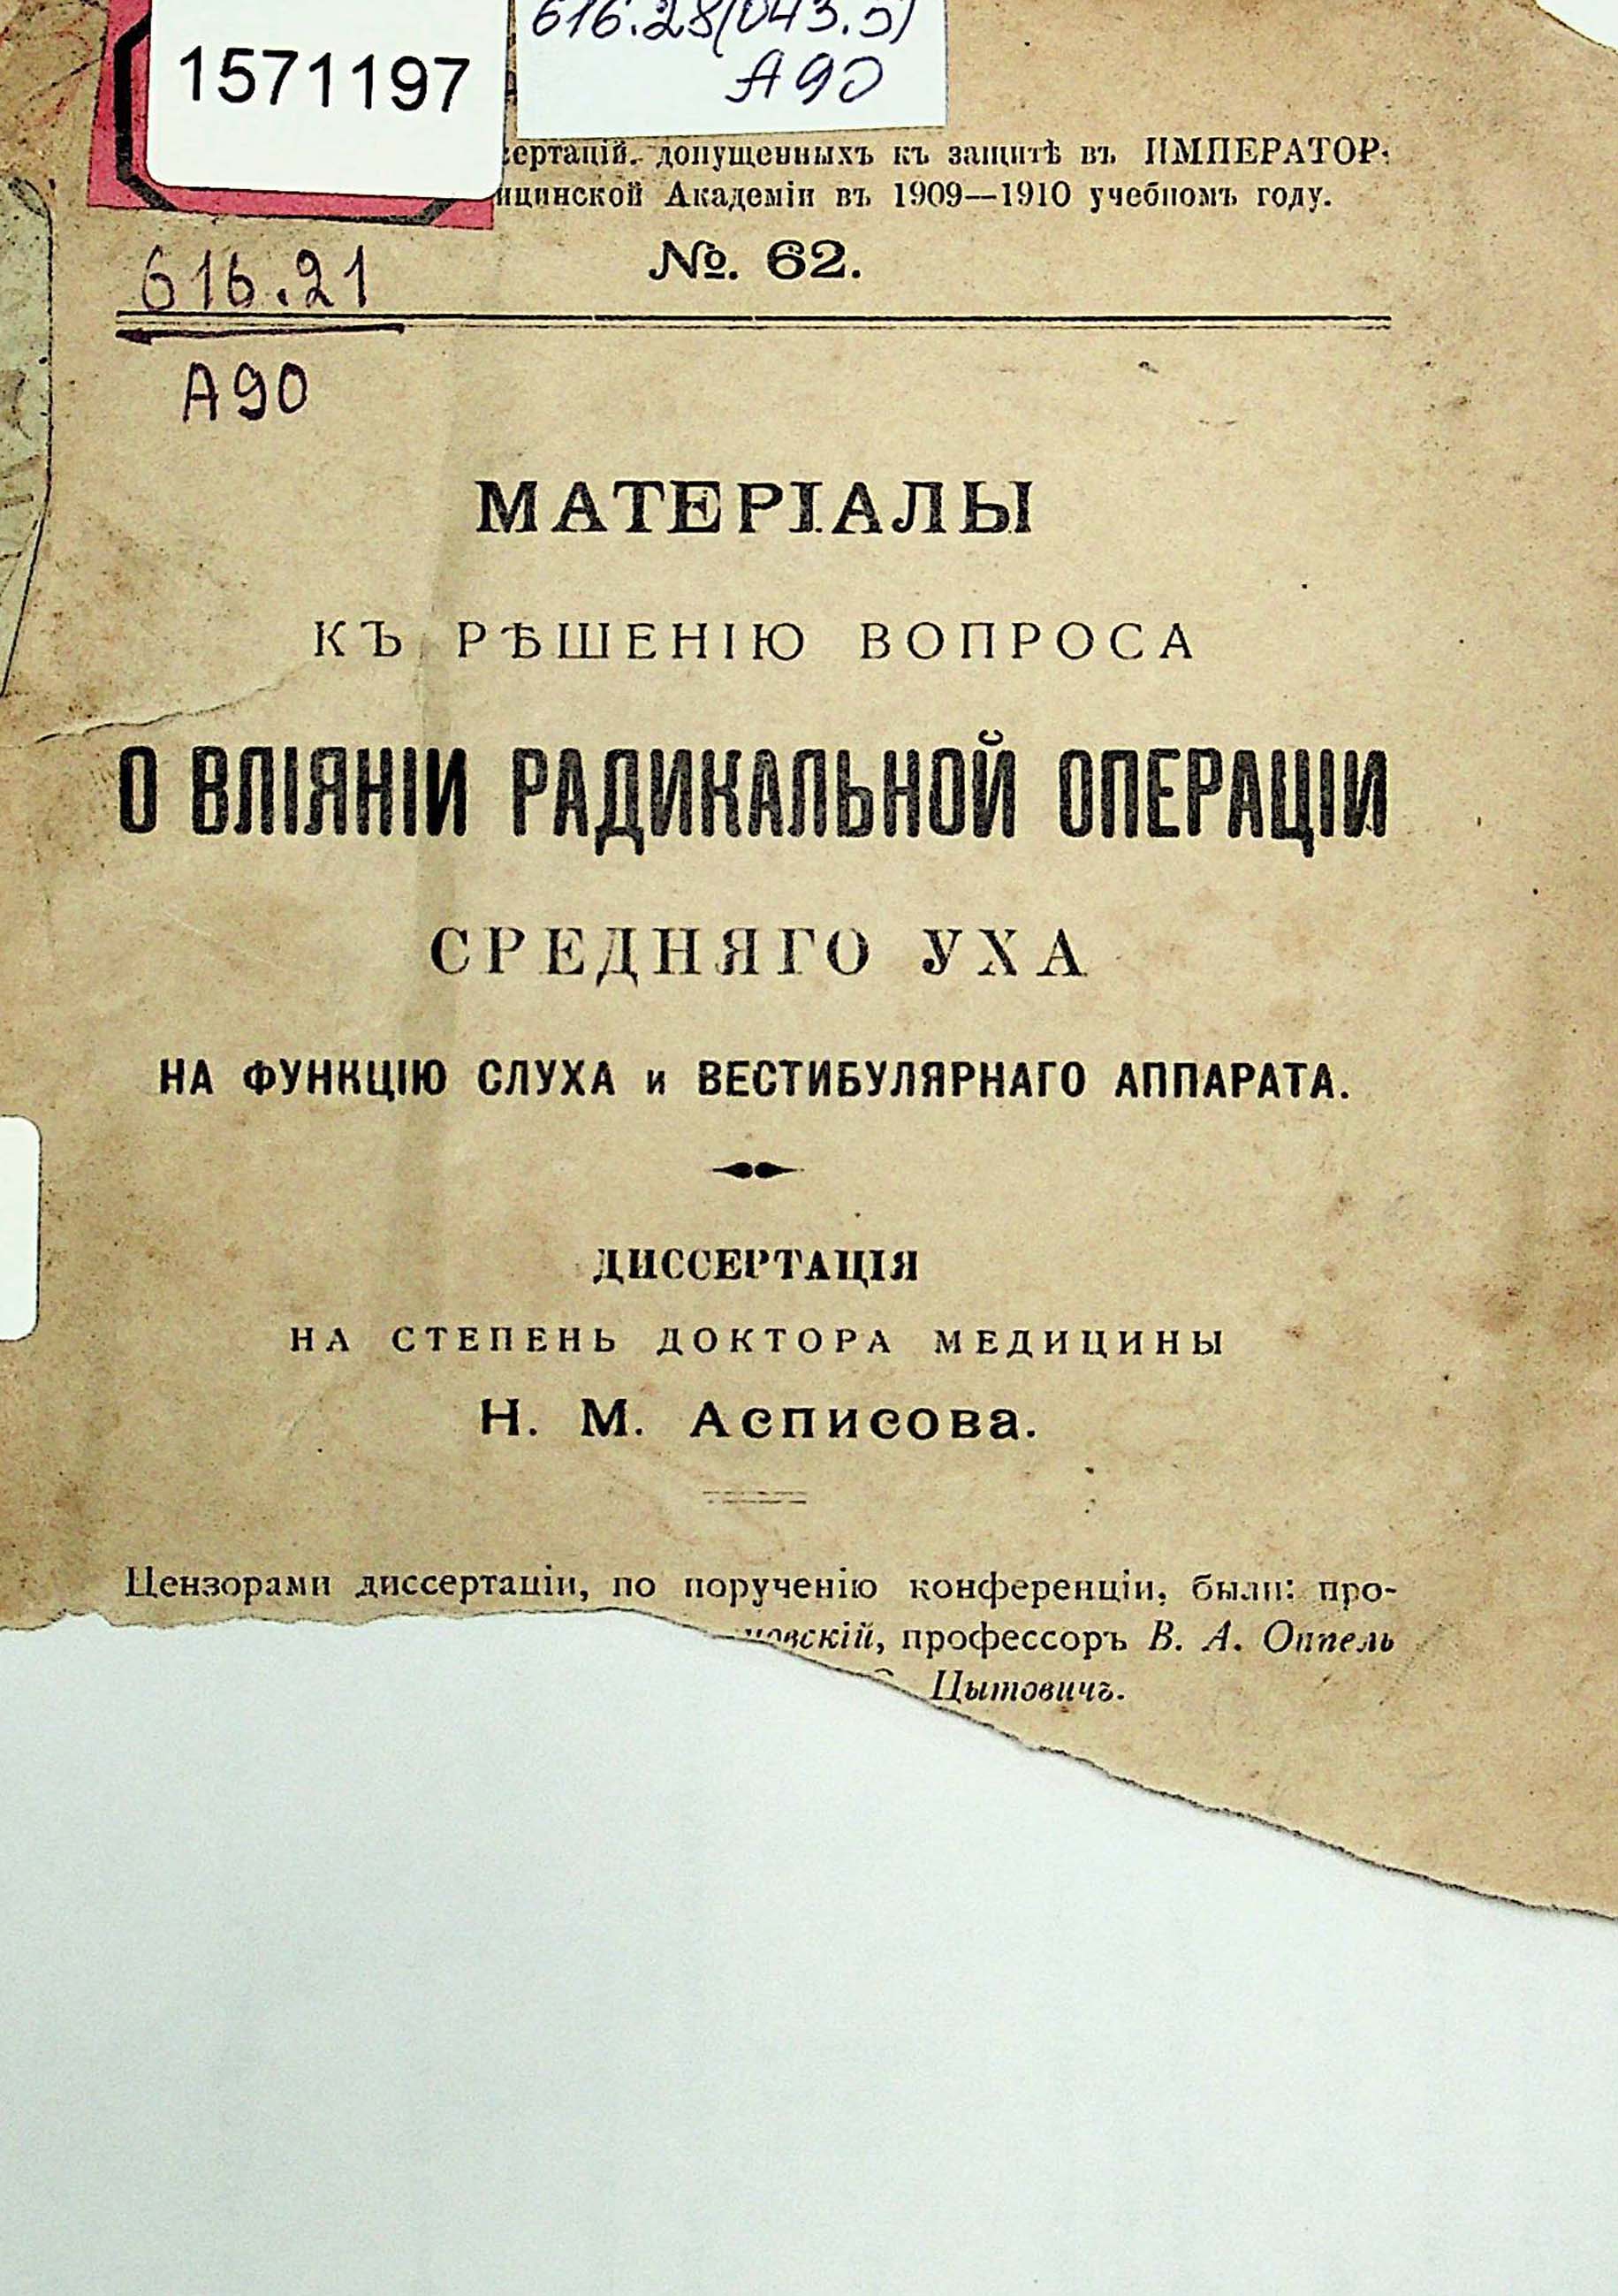 616.28(043.5)
А90
1571197
допущенныхъ къ защитѣ въ ИМПЕРАТОР-
Академіи въ 1909—1910 учебномъ году.
№. 62.
616.21
А90
МАТЕРІАЛЫ
КЪ РѢШЕНІЮ ВОПРОСА
О ВЛІЯНІИ РАДИКАЛЬНОЙ ОПЕРАЦІИ
СРЕДНЯГО УХА
НА ФУНКЦІЮ СЛУХА и ВЕСТИБУЛЯРНАГО АППАРАТА.
ДИССЕРТАЦІЯ
НА СТЕПЕНЬ ДОКТОРА МЕДИЦИНЫ
Н. М. Асписова.
Цензорами диссертаціи, по порученію конференціи, были: про-
профессоръ В. А. Оппель
Цытовичъ.